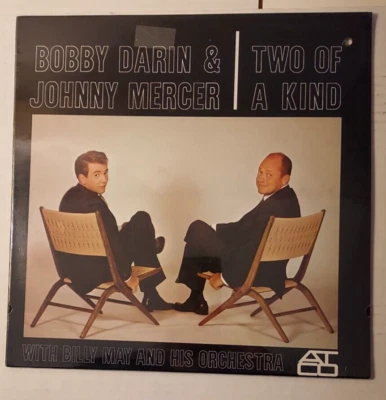 BOBBY DARIN & TWO OF
JOHNNY MERCER A KIND
WITH BILLY MAY AND HIS ORCHESTRA ATCO